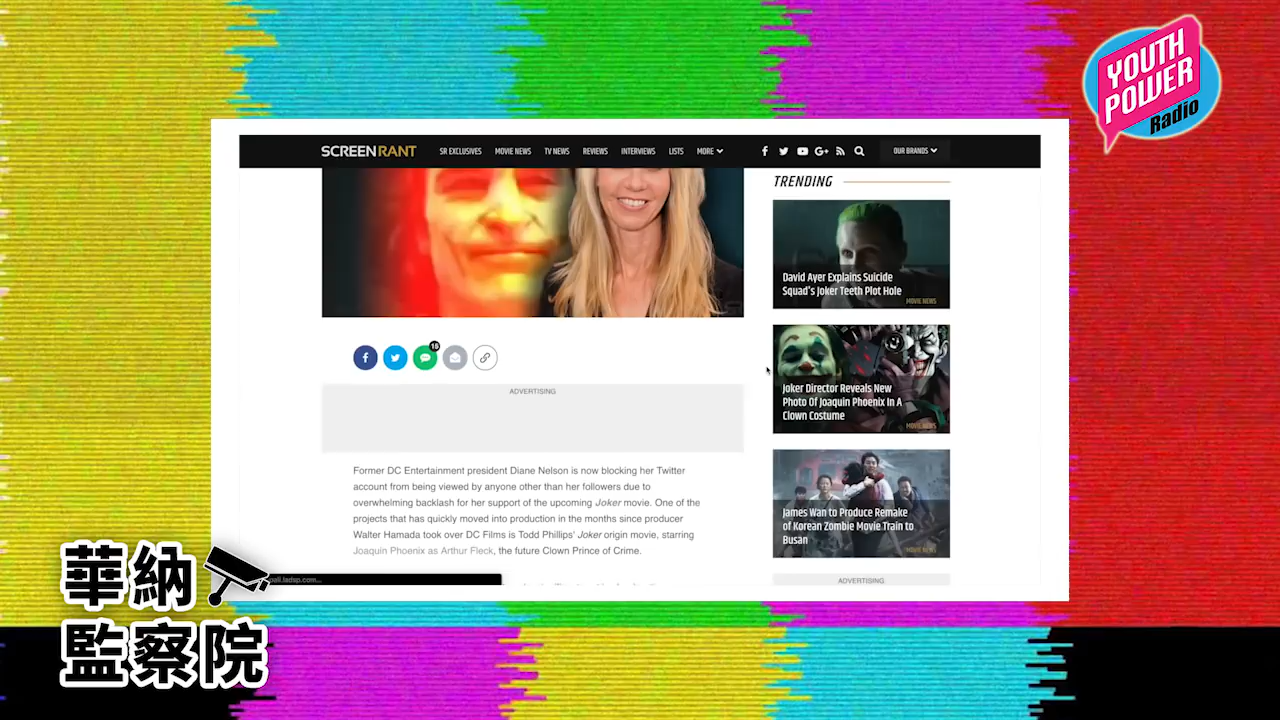 YOUTH
POWER
Radio
SCREENRANT
SR EXCLUSIVES
MOVIE NEWS
TV NEWS
REVIEWS
INTERVIEWS
LISTS
MORE
OUR BRANDS
TRENDING
David Ayer Explains Suicide
Squad's Joker Teeth Plot Hole
MOVIE NEWS
15
Joker Director Reveals New
Photo Of Joaquin Phoenix In A
Clown Costume
MOVIE NEWS
ADVERTISING
Former DC Entertainment president Diane Nelson is now blocking her Twitter
account from being viewed by anyone other than her followers due to
overwhelming backlash for her support of the upcoming Joker movie. One of the
projects that has quickly moved into production in the months since producer
Walter Hamada took over DC Films is Todd Phillips' Joker origin movie, starring
Joaquin Phoenix as Arthur Fleck, the future Clown Prince of Crime.
James Wan to Produce Remake
of Korean Zombie Movie Train to
Busan
MOVIE NEWS
ADVERTISING
華納
監察院